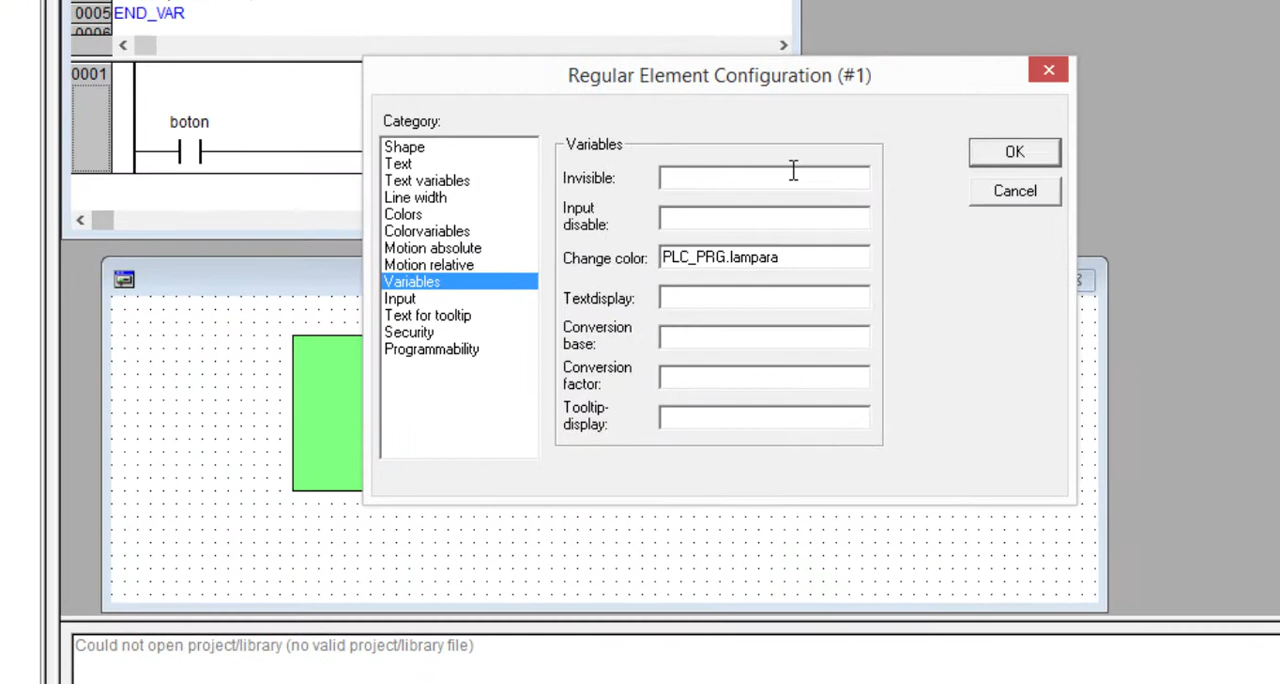 0005 END_VAR
0001
boton
Regular Element Configuration (#1)
Category:
Shape
Text
Text variables
Line width
Colors
Colorvariables
Motion absolute
Motion relative
Variables
Input
Text for tooltip
Security
Programmability
Variables
Invisible:
Input
disable:
Change color: PLC_PRG.lampara
Textdisplay:
Conversion
base:
Conversion
factor:
Tooltip-
display:
OK
Cancel
Could not open project/library (no valid project/library file)